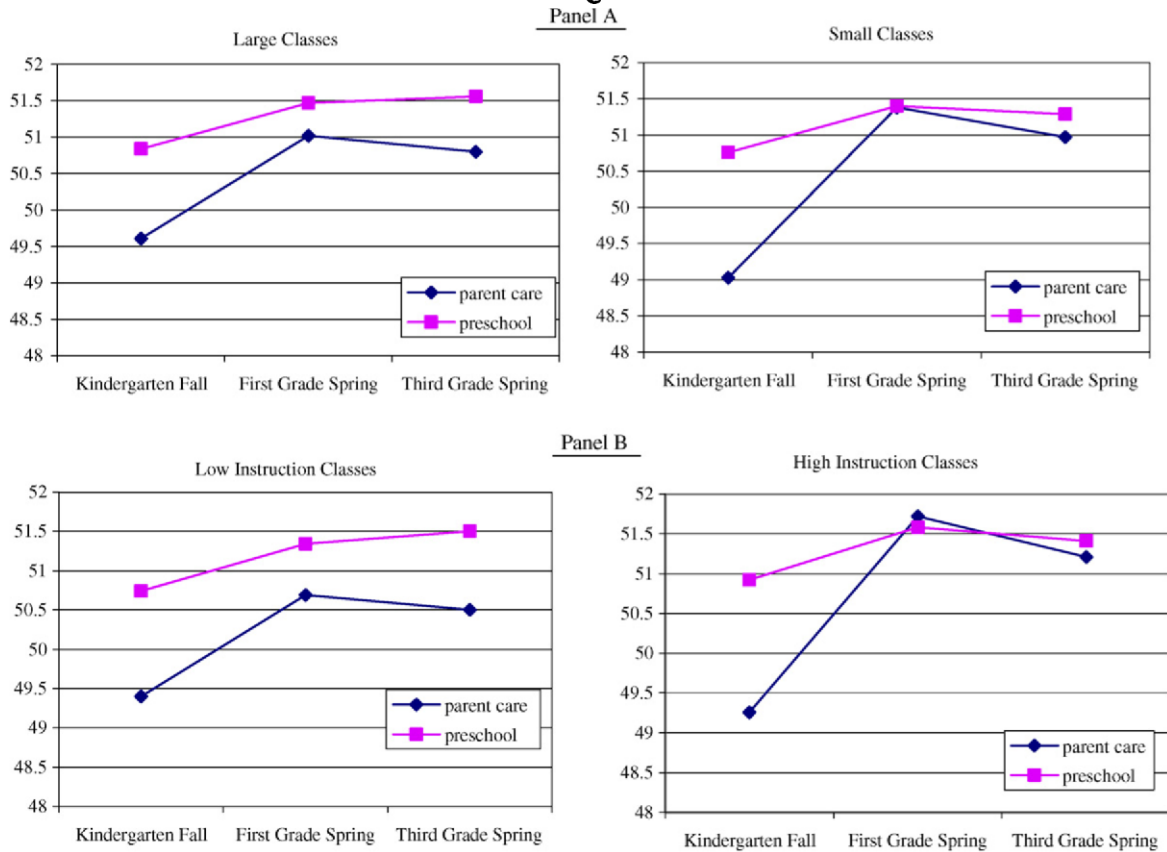 Panel A
Large Classes
52
51.5
51
50.5
50
49.5
49
48.5
48
parent care
preschool
Kindergarten Fall First Grade Spring Third Grade Spring
Small Classes
52
51.5
51
50.5
50
49.5
49
48.5
48
parent care
preschool
Kindergarten Fall First Grade Spring Third Grade Spring
Panel B
Low Instruction Classes
52
51.5
51
50.5
50
49.5
49
48.5
48
parent care
preschool
Kindergarten Fall First Grade Spring Third Grade Spring
High Instruction Classes
52
51.5
51
50.5
50
49.5
49
48.5
48
parent care
preschool
Kindergarten Fall First Grade Spring Third Grade Spring